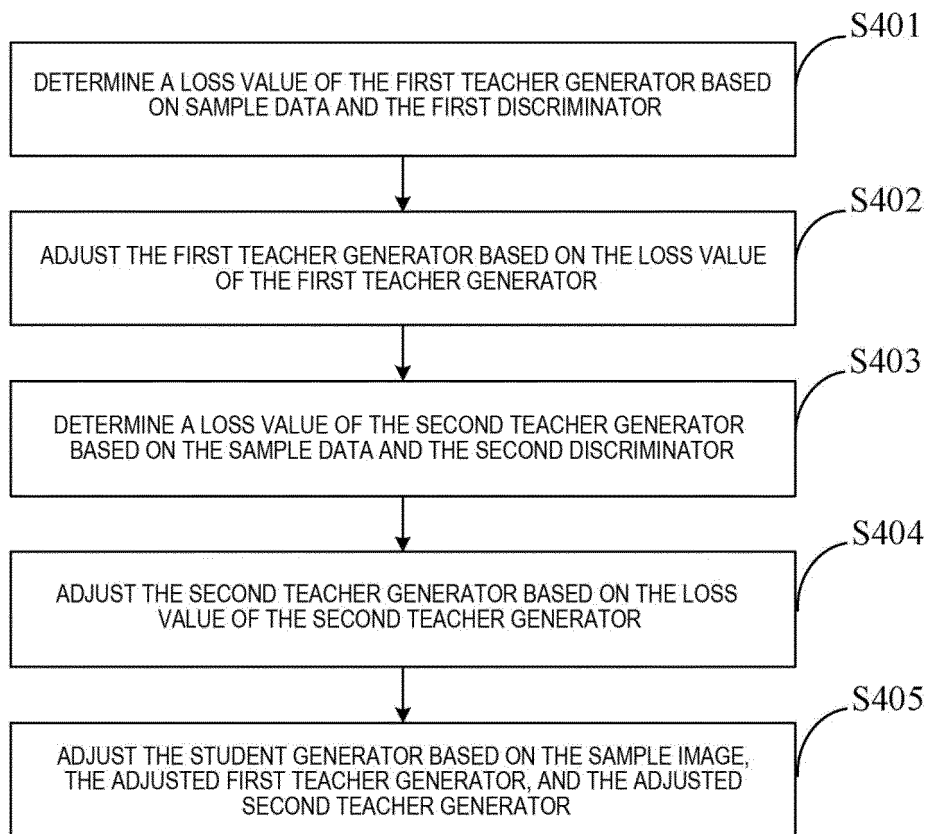 S401
DETERMINE A LOSS VALUE OF THE FIRST TEACHER GENERATOR BASED
ON SAMPLE DATA AND THE FIRST DISCRIMINATOR
S402
ADJUST THE FIRST TEACHER GENERATOR BASED ON THE LOSS VALUE
OF THE FIRST TEACHER GENERATOR
S403
DETERMINE A LOSS VALUE OF THE SECOND TEACHER GENERATOR
BASED ON THE SAMPLE DATA AND THE SECOND DISCRIMINATOR
S404
ADJUST THE SECOND TEACHER GENERATOR BASED ON THE LOSS
VALUE OF THE SECOND TEACHER GENERATOR
S405
ADJUST THE STUDENT GENERATOR BASED ON THE SAMPLE IMAGE,
THE ADJUSTED FIRST TEACHER GENERATOR, AND THE ADJUSTED
SECOND TEACHER GENERATOR